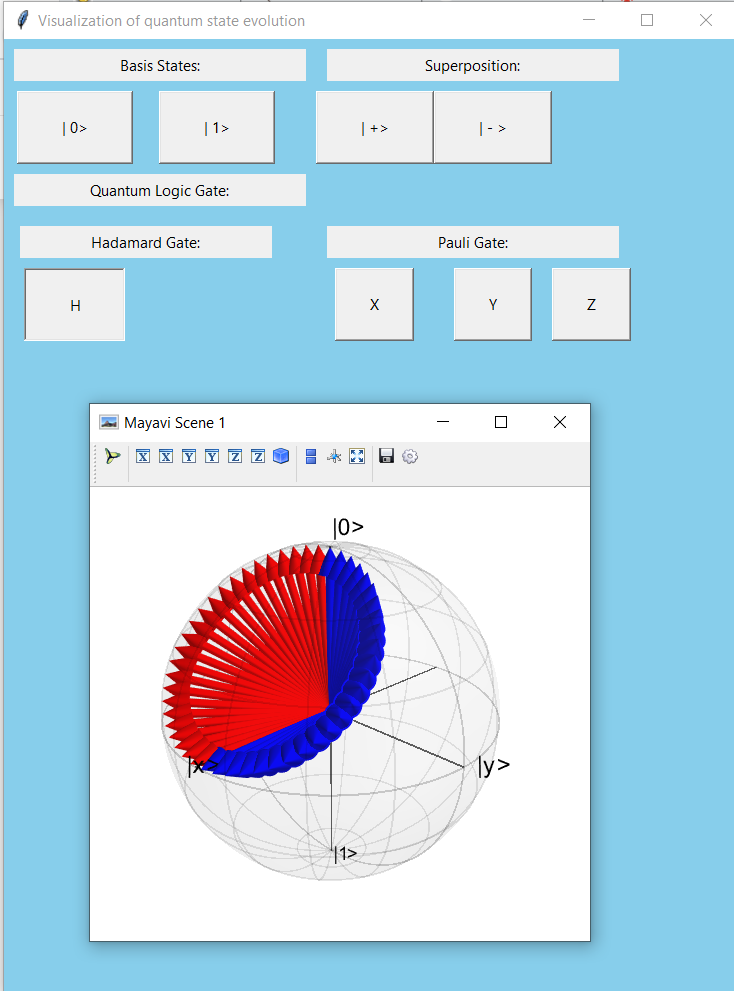 Visualization of quantum state evolution
Basis States:
Superposition:
| 0>
| 1>
| +>
| - >
Quantum Logic Gate:
Hadamard Gate:
Pauli Gate:
H
X
Y
Z
Mayavi Scene 1
X X Y Y Z Z
|0>
|x>
|y>
|1>